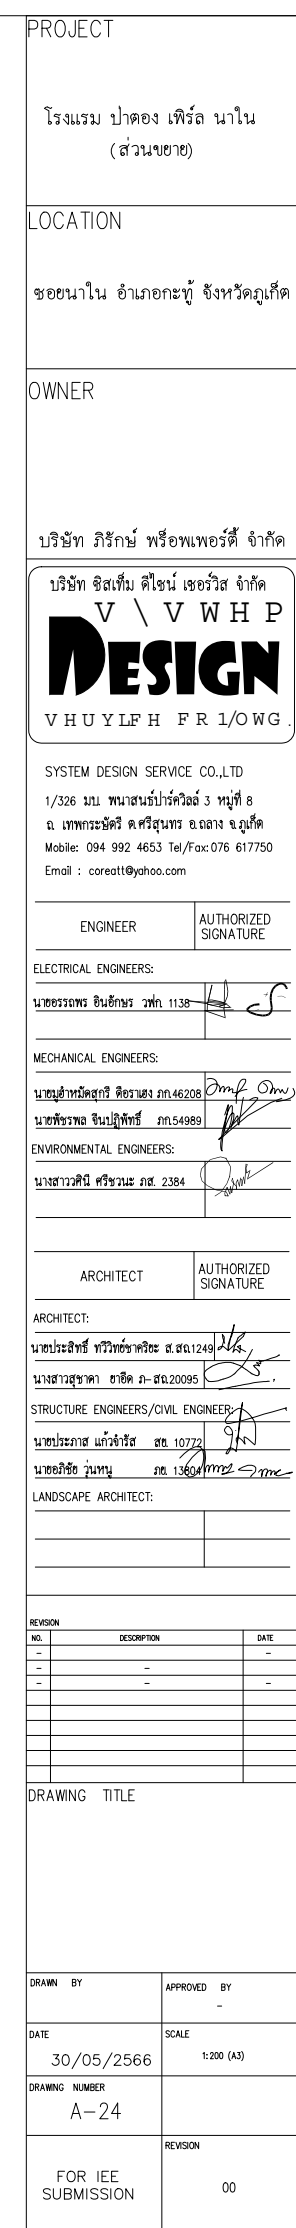 PROJECT
โรงแรม ป่าตอง เพิร์ล นาใน
(ส่วนขยาย)
LOCATION
ซอยนาใน อำเภอกะทู้ จังหวัดภูเก็ต
OWNER
บริษัท ภิรักษ์ พร็อพเพอร์ตี้ จำกัด
บริษัท ซิสเท็ม ดีไซน์ เซอร์วิส จำกัด
V \ V W H P
DESIGN
V H U Y L F H F R 1/O W G .
SYSTEM DESIGN SERVICE CO.,LTD
1/326 มบ. พนาสนธ์ปาร์ควิลล์ 3 หมู่ที่ 8
ถ. เทพกระษัตรี ต.ศรีสุนทร อ.ถลาง จ.ภูเก็ต
Mobile: 094 992 4653 Tel/Fax: 076 617750
Email : coreatt@yahoo.com
ENGINEER AUTHORIZED SIGNATURE
ELECTRICAL ENGINEERS:
นายอรรถพร อินอักษร วฟก. 1138
MECHANICAL ENGINEERS:
นายมูฮำหมัดสุกรี ดือราแฮง ภก.46208
นายพัชรพล จีนปฏิพัทธิ์ ภก.54989
ENVIRONMENTAL ENGINEERS:
นางสาววศินี ศรีชวนะ ภส. 2384
ARCHITECT AUTHORIZED SIGNATURE
ARCHITECT:
นายประสิทธิ์ ทวีวิทย์ชาคริยะ ส.สถ.1249
นางสาวสุชาดา ยาอีด ภ-สถ.20095
STRUCTURE ENGINEERS/CIVIL ENGINEER:
นายประภาส แก้วจำรัส สย. 10772
นายอภิชัย วุ่นหนู ภย. 13804
LANDSCAPE ARCHITECT:
REVISION
NO. DESCRIPTION DATE
- -
- -
- - -
DRAWING TITLE
DRAWN BY APPROVED BY
-
DATE SCALE
30/05/2566 1:200 (A3)
DRAWING NUMBER
A-24
REVISION
FOR IEE SUBMISSION 00